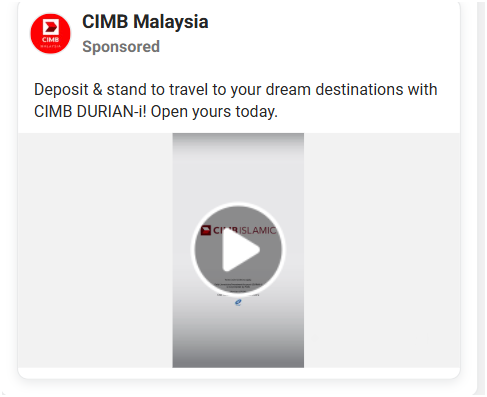 CIMB Malaysia
CIMB
MALAYSIA
Sponsored
Deposit & stand to travel to your dream destinations with
CIMB DURIAN-i! Open yours today.
CIMB ISLAMIC